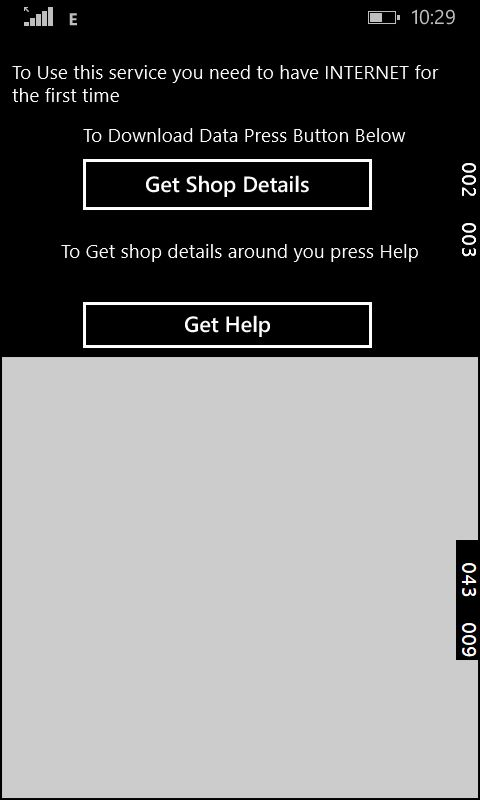 E
10:29
To Use this service you need to have INTERNET for
the first time
To Download Data Press Button Below
Get Shop Details
002
003
To Get shop details around you press Help
Get Help
043
009